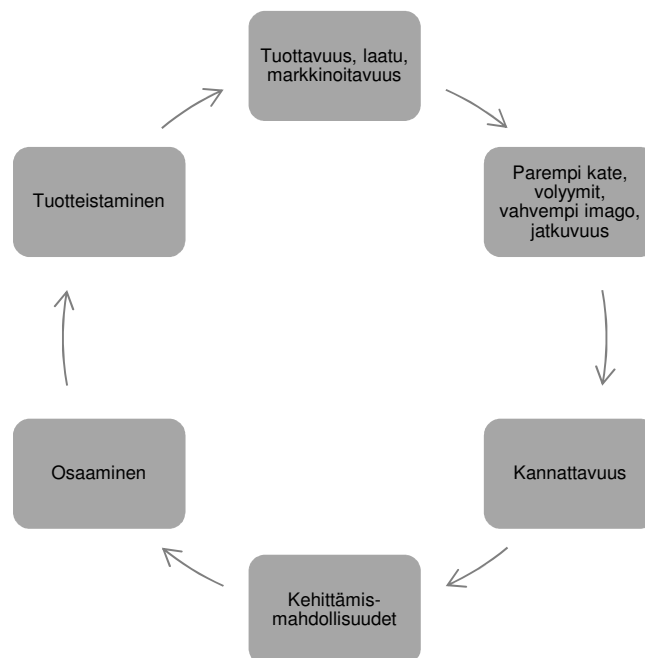 Tuottavuus, laatu,
markkinoitavuus
Parempi kate,
volyymit,
vahvempi imago,
jatkuvuus
Kannattavuus
Kehittämis-
mahdollisuudet
Osaaminen
Tuotteistaminen